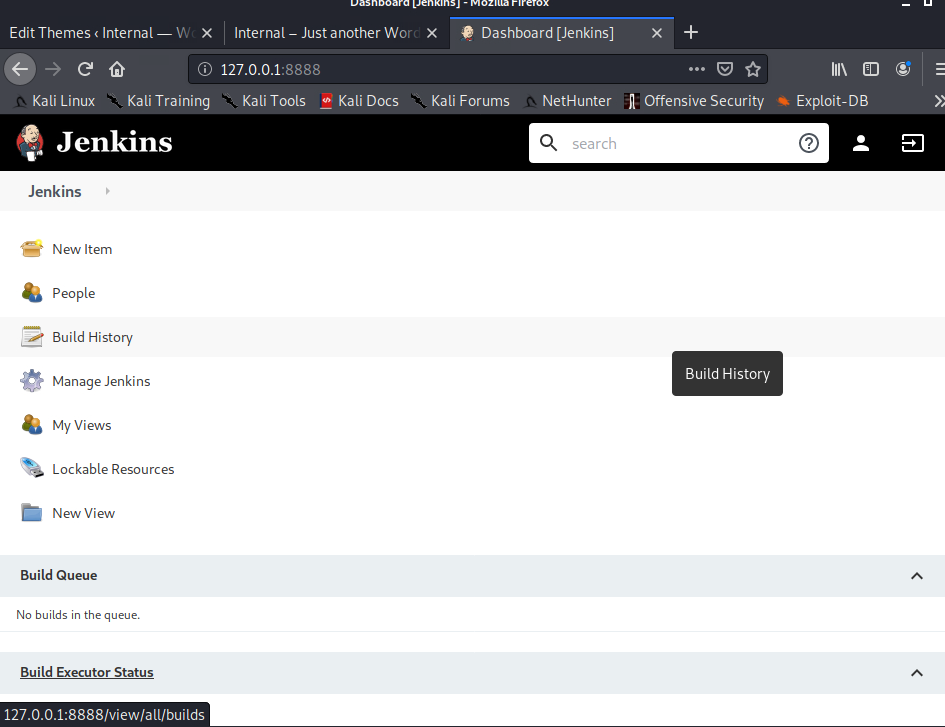 Dashboard [Jenkins] - Mozilla Firefox
Edit Themes ‹ Internal — Wo
Internal – Just another Word
Dashboard [Jenkins]
127.0.0.1:8888
Kali Linux
Kali Training
Kali Tools
Kali Docs
Kali Forums
NetHunter
Offensive Security
Exploit-DB
Jenkins
search
Jenkins
New Item
People
Build History
Build History
Manage Jenkins
My Views
Lockable Resources
New View
Build Queue
No builds in the queue.
Build Executor Status
127.0.0.1:8888/view/all/builds